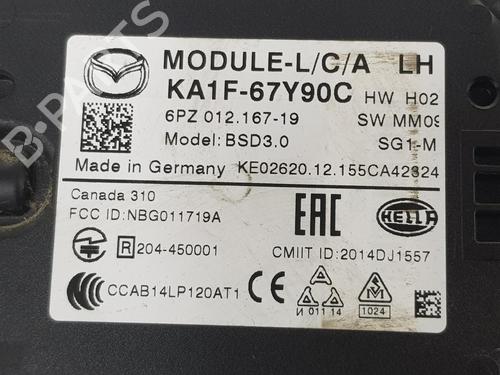 MODULE-L/C/A LH
KA1F-67Y90C HW H02
6PZ 012.167-19 SW MM09
Model: BSD3.0 SG1-M
Made in Germany KE02620.12.155CA42324
Canada 310
FCC ID:NBG011719A
EAC
HELLA
R 204-450001
CMIIT ID:2014DJ1557
CCAB14LP120AT1
CE
И 011 14
1024